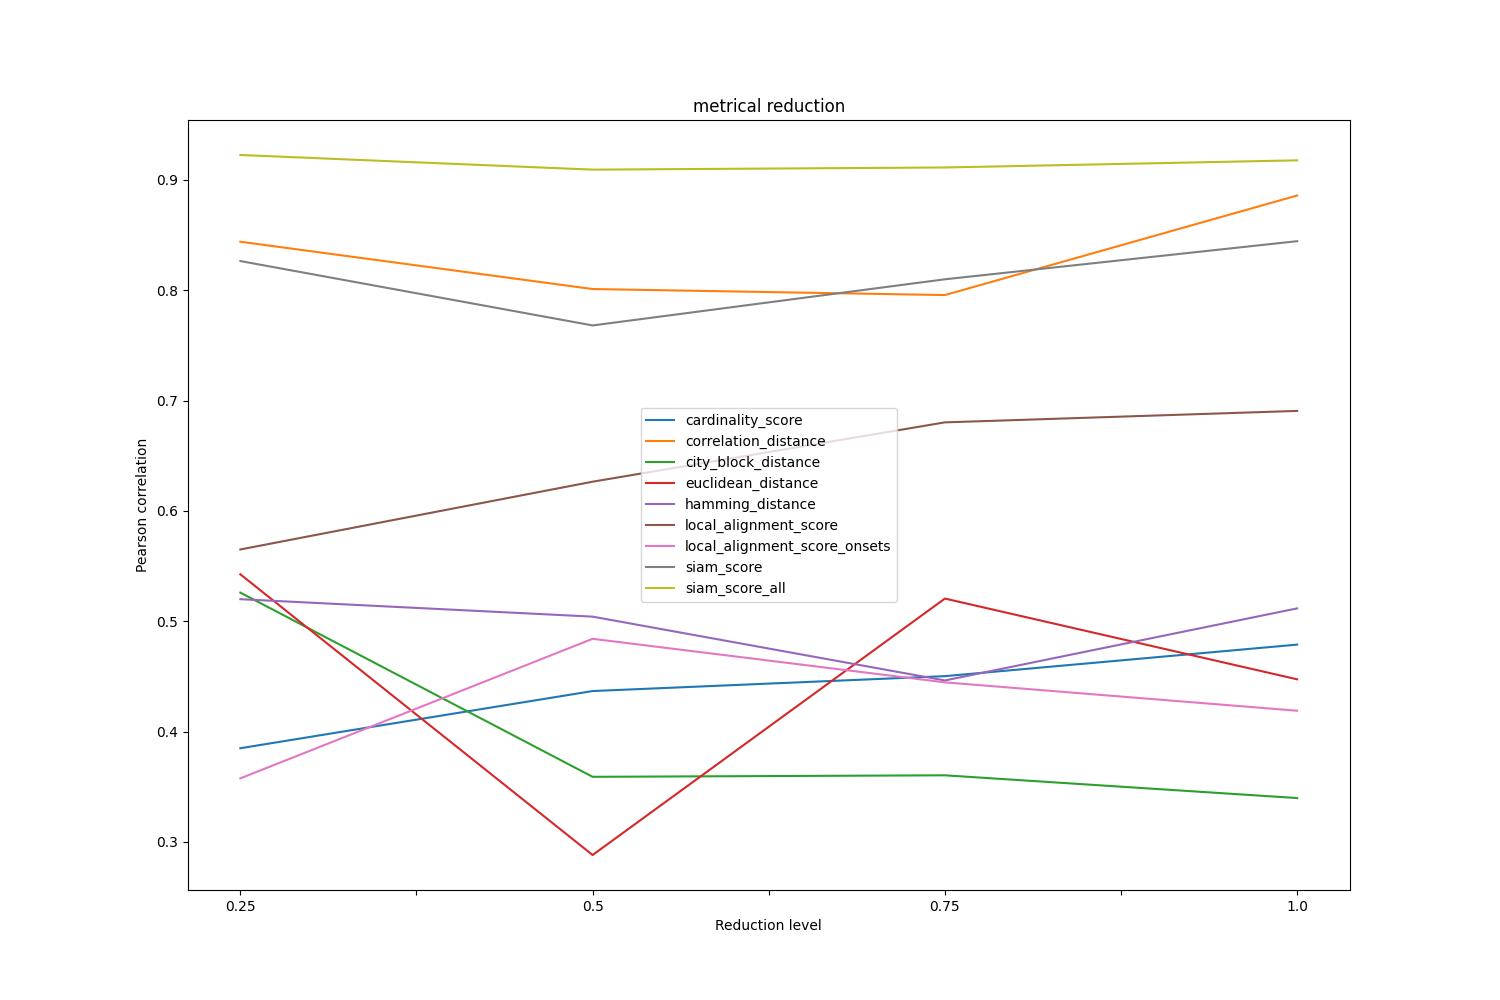 metrical reduction
Pearson correlation
0.9
0.8
0.7
0.6
0.5
0.4
0.3
cardinality_score
correlation_distance
city_block_distance
euclidean_distance
hamming_distance
local_alignment_score
local_alignment_score_onsets
siam_score
siam_score_all
0.25 0.5 0.75 1.0
Reduction level